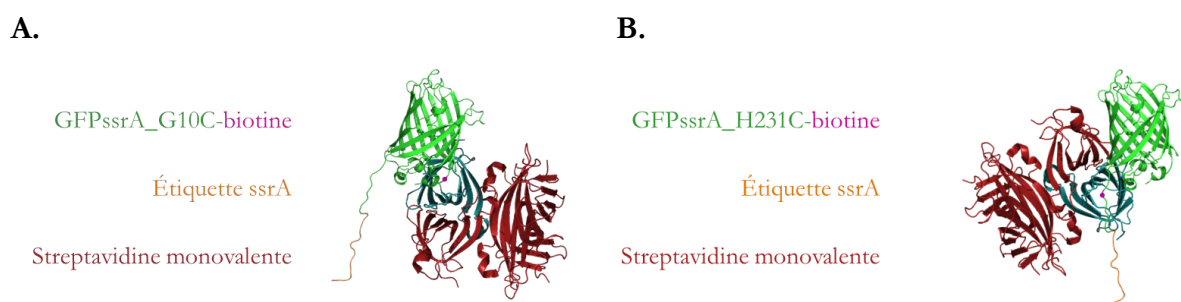 A.
GFPssrA_G10C-biotine
Étiquette ssrA
Streptavidine monovalente
B.
GFPssrA_H231C-biotine
Étiquette ssrA
Streptavidine monovalente